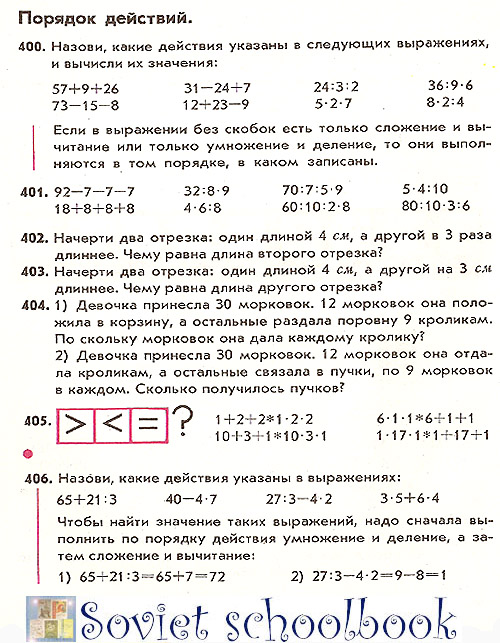 Порядок действий.
400. Назови, какие действия указаны в следующих выражениях,
и вычисли их значения:
57+9+26 31−24+7 24:3:2 36:9·6
73−15−8 12+23−9 5·2·7 8·2:4
Если в выражении без скобок есть только сложение и вы-
читание или только умножение и деление, то они выпол-
няются в том порядке, в каком записаны.
401. 92−7−7−7 32:8·9 70:7:5·9 5·4:10
18+8+8+8 4·6:8 60:10:2·8 80:10·3:6
402. Начерти два отрезка: один длиной 4 см, а другой в 3 раза
длиннее. Чему равна длина второго отрезка?
403. Начерти два отрезка: один длиной 4 см, а другой на 3 см
длиннее. Чему равна длина другого отрезка?
404. 1) Девочка принесла 30 морковок. 12 морковок она поло-
жила в корзину, а остальные раздала поровну 9 кроликам.
По скольку морковок она дала каждому кролику?
2) Девочка принесла 30 морковок. 12 морковок она отда-
ла кроликам, а остальные связала в пучки, по 9 морковок
в каждом. Сколько получилось пучков?
405. > < = ? 1+2+2*1·2·2 6·1·1*6+1+1
10+3+1*10·3·1 1·17·1*1+17+1
406. Назови, какие действия указаны в выражениях:
65+21:3 40−4·7 27:3−4·2 3·5+6·4
Чтобы найти значение таких выражений, надо сначала вы-
полнить по порядку действия умножение и деление, а за-
тем сложение и вычитание:
1) 65+21:3=65+7=72 2) 27:3−4·2=9−8=1
Soviet schoolbook